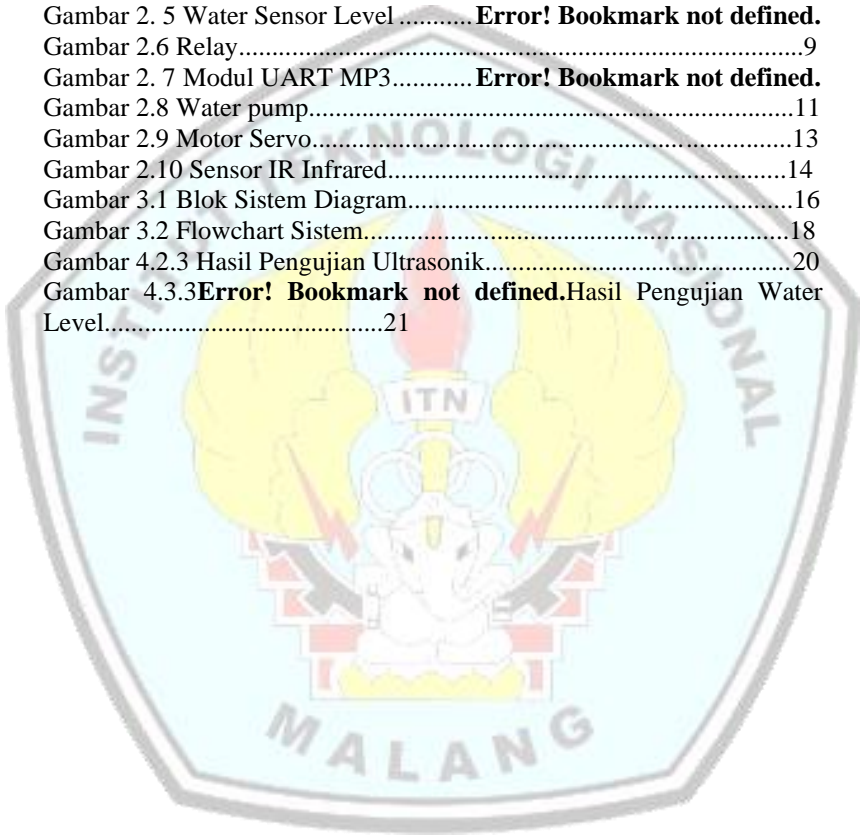 Gambar 2. 5 Water Sensor Level ........... Error! Bookmark not defined.
Gambar 2.6 Relay....................................................................................9
Gambar 2. 7 Modul UART MP3............ Error! Bookmark not defined.
Gambar 2.8 Water pump.........................................................................11
Gambar 2.9 Motor Servo.........................................................................13
Gambar 2.10 Sensor IR Infrared............................................................14
Gambar 3.1 Blok Sistem Diagram..........................................................16
Gambar 3.2 Flowchart Sistem................................................................18
Gambar 4.2.3 Hasil Pengujian Ultrasonik..............................................20
Gambar 4.3.3Error! Bookmark not defined.Hasil Pengujian Water
Level.........................................21
INSTITUT TEKNOLOGI NASIONAL
ITN
MALANG